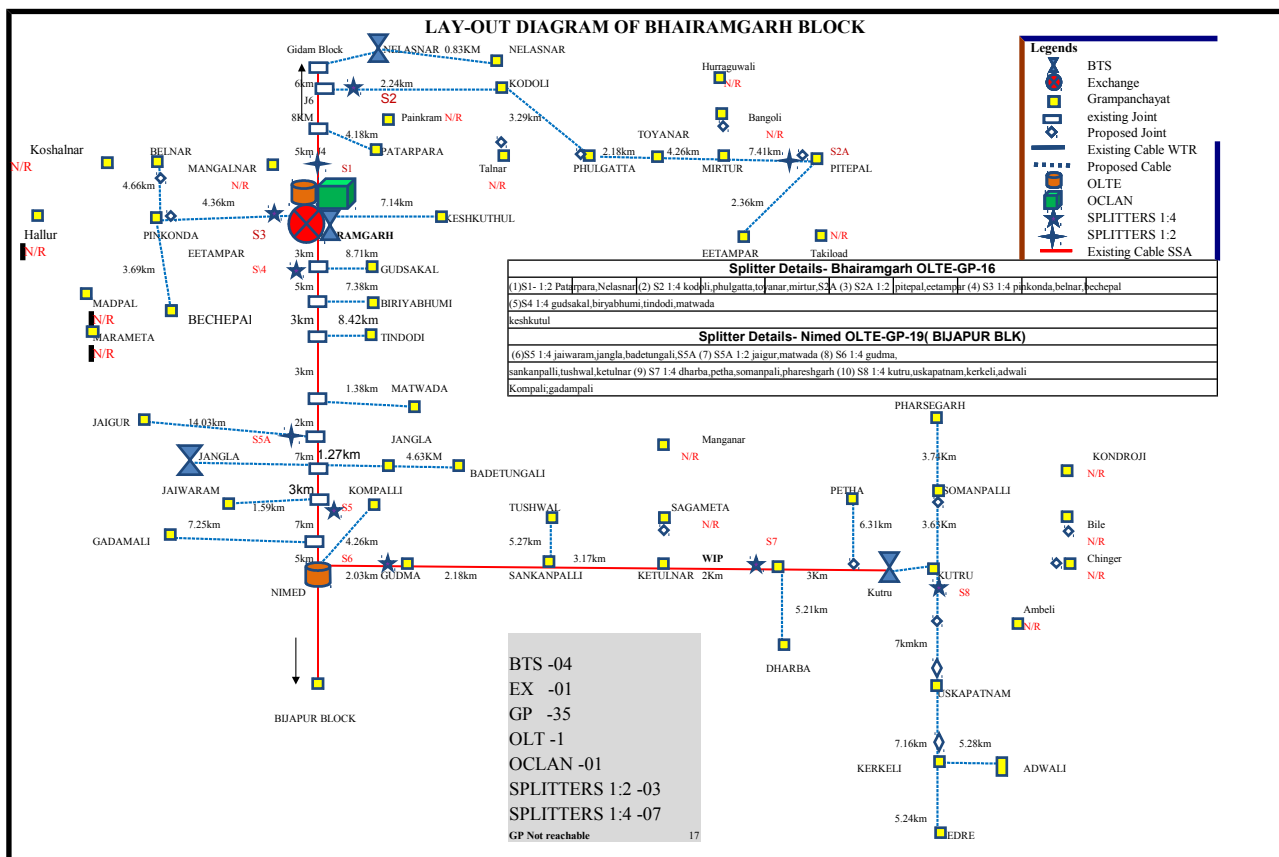 LAY-OUT DIAGRAM OF BHAIRAMGARH BLOCK
Gidam Block
NELASNAR 0.83KM
NELASNAR
6km
2.24km
S2
KODOLI
J6
8KM
Painkram N/R
3.29km
4.18km
PATARPARA
5km
J4
S1
Hurraguwali
N/R
Bangoli
N/R
TOYANAR
Talnar
N/R
PHULGATTA
2.18km
4.26km
MIRTUR
7.41km
S2A
PITEPEL
2.36km
EETAMPAR
N/R
Takiload
Koshalnar
N/R
BELNAR
MANGALNAR
N/R
4.66km
4.36km
7.14km
KESHKUTHUL
Hallur
N/R
PINKONDA
S3
RAMGARH
EETAMPAR
3km
8.71km
S\4
GUDSAKAL
3.69km
5km
7.38km
BIRIYABHUMI
MADPAL
N/R
BECHEPAI
3km
8.42km
TINDODI
MARAMETA
N/R
3km
1.38km
MATWADA
JAIGUR
14.03km
2km
S5A
JANGLA
7km
1.27km
JANGLA
4.63KM
BADETUNGALI
JAIWARAM
3km
KOMPALLI
1.59km
S5
GADAMALI
7.25km
7km
4.26km
5km
S6
NIMED
2.03km
GUDMA
2.18km
TUSHWAL
5.27km
SANKANPALLI
3.17km
Manganar
N/R
SAGAMETA
N/R
KETULNAR
WIP
2Km
S7
PETHA
6.31km
3Km
Kutru
5.21km
DHARBA
PHARSEGARH
3.74Km
SOMANPALLI
3.63Km
KUTRU
S8
7kmkm
USKAPATNAM
7.16km
5.28km
KERKELI
ADWALI
5.24km
EDRE
KONDROJI
N/R
Bile
N/R
Chinger
N/R
Ambeli
N/R
BIJAPUR BLOCK
Legends
BTS
Exchange
Grampanchayat
existing Joint
Proposed Joint
Existing Cable WTR
Proposed Cable
OLTE
OCLAN
SPLITTERS 1:4
SPLITTERS 1:2
Existing Cable SSA
Splitter Details- Bhairamgarh OLTE-GP-16
(1)S1- 1:2 Patarpara,Nelasnar (2) S2 1:4 kodoli,phulgatta,toyanar,mirtur,S2A (3) S2A 1:2 pitepel,eetampar (4) S3 1:4 pinkonda,belnar,bechepal
(5)S4 1:4 gudsakal,biryabhumi,tindodi,matwada
keshkutul
Splitter Details- Nimed OLTE-GP-19( BIJAPUR BLK)
(6)S5 1:4 jaiwaram,jangla,badetungali,S5A (7) S5A 1:2 jaigur,matwada (8) S6 1:4 gudma,
sankanpalli,tushwal,ketulnar (9) S7 1:4 dharba,petha,somanpali,phareshgarh (10) S8 1:4 kutru,uskapatnam,kerkeli,adwali
Kompali;gadampali
BTS -04
EX -01
GP -35
OLT -1
OCLAN -01
SPLITTERS 1:2 -03
SPLITTERS 1:4 -07
GP Not reachable 17